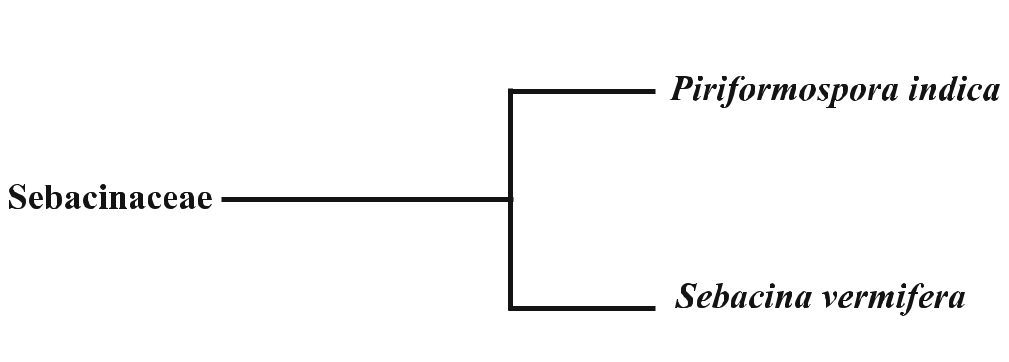 Piriformospora indica
Sebacinaceae
Sebacina vermifera